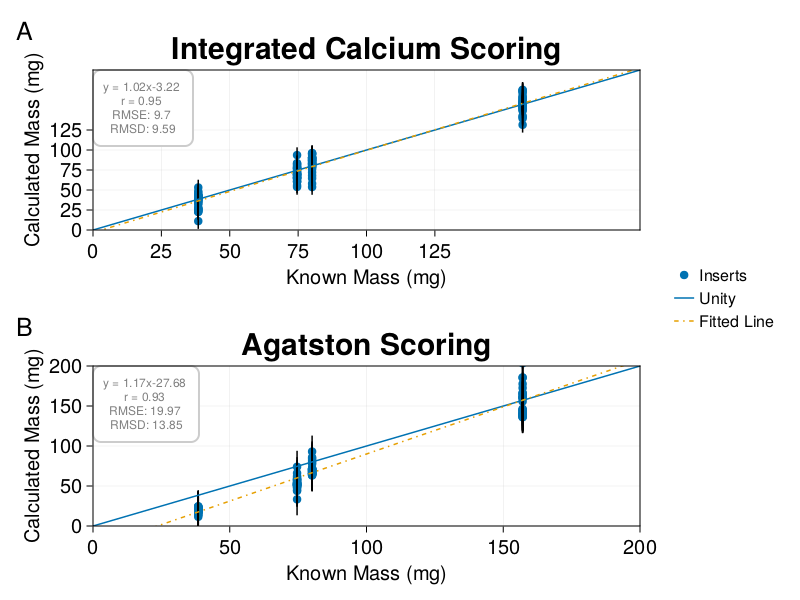 A
Integrated Calcium Scoring
Calculated Mass (mg)
y = 1.02x-3.22
r = 0.95
RMSE: 9.7
RMSD: 9.59
125
100
75
50
25
0
0 25 50 75 100 125
Known Mass (mg)
Inserts
Unity
Fitted Line
B
Agatston Scoring
Calculated Mass (mg)
y = 1.17x-27.68
r = 0.93
RMSE: 19.97
RMSD: 13.85
200
150
100
50
0
0 50 100 150 200
Known Mass (mg)